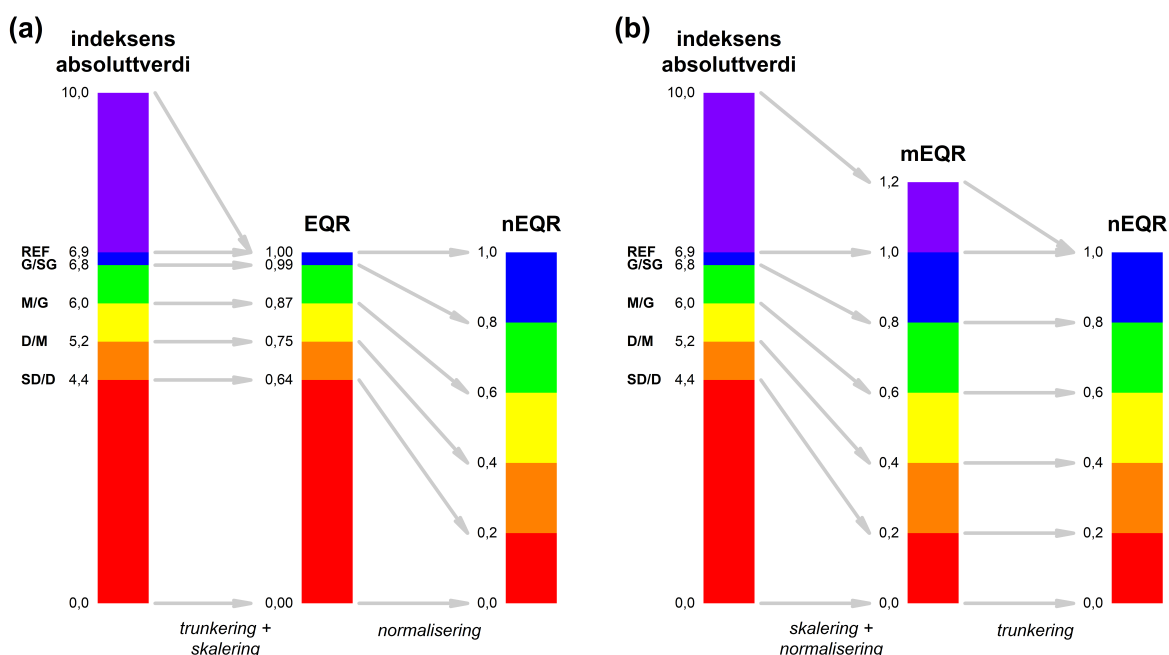 (a)
indeksens
absoluttverdi
10,0
EQR
nEQR
REF 6,9 1,00 1,0
G/SG 6,8 0,99
M/G 6,0 0,87 0,8
D/M 5,2 0,75 0,6
SD/D 4,4 0,64 0,4
0,2
0,0 0,00 0,0
trunkering +
skalering
normalisering
(b)
indeksens
absoluttverdi
10,0
mEQR
1,2
nEQR
REF 6,9 1,0 1,0
G/SG 6,8
M/G 6,0 0,8 0,8
D/M 5,2 0,6 0,6
SD/D 4,4 0,4 0,4
0,2 0,2
0,0 0,0 0,0
skalering +
normalisering
trunkering